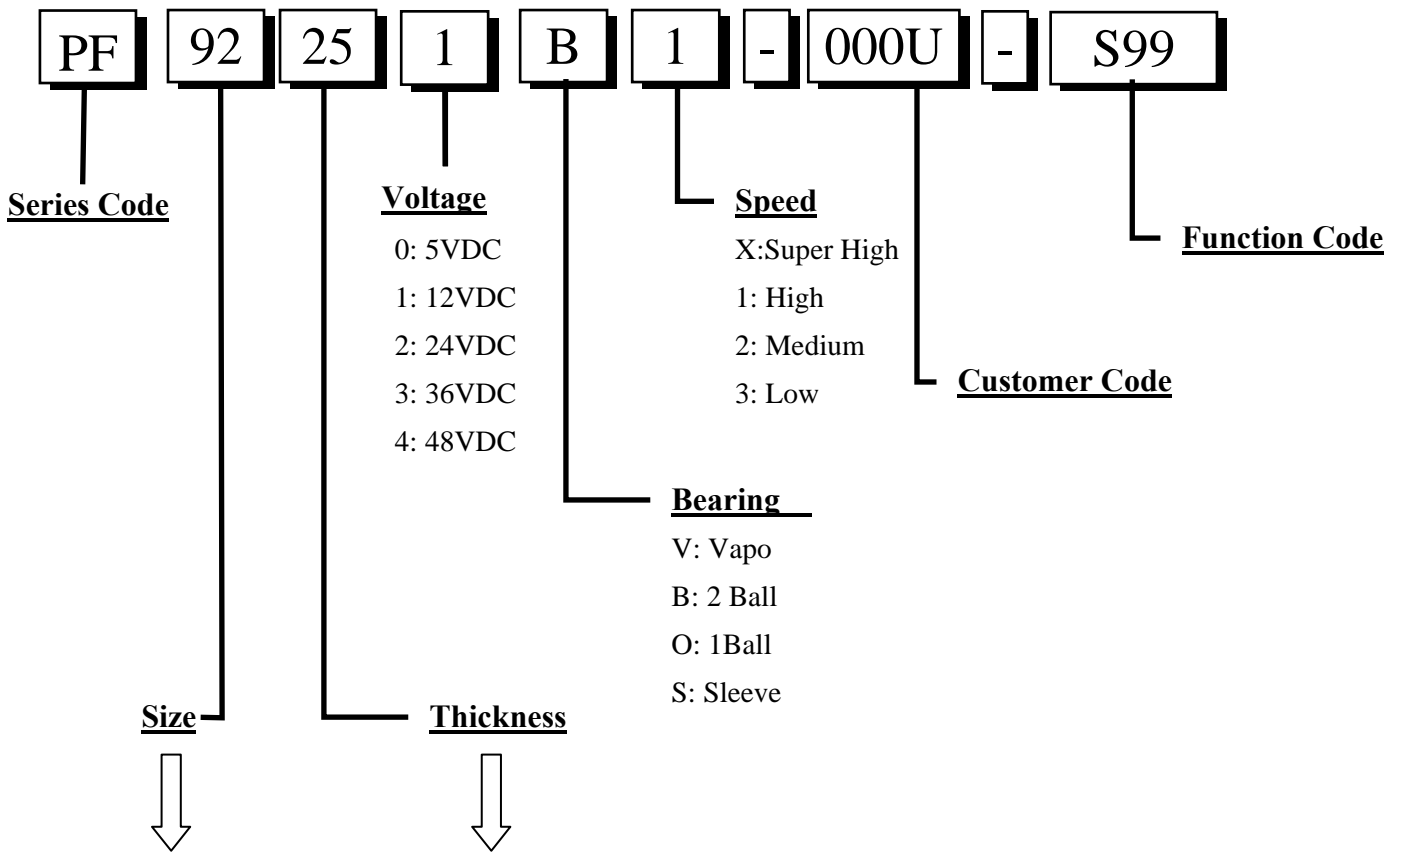 PF 92 25 1 B 1 - 000U - S99
Series Code
Voltage
0: 5VDC
1: 12VDC
2: 24VDC
3: 36VDC
4: 48VDC
Speed
X:Super High
1: High
2: Medium
3: Low
Function Code
Customer Code
Bearing
V: Vapo
B: 2 Ball
O: 1Ball
S: Sleeve
Size
Thickness